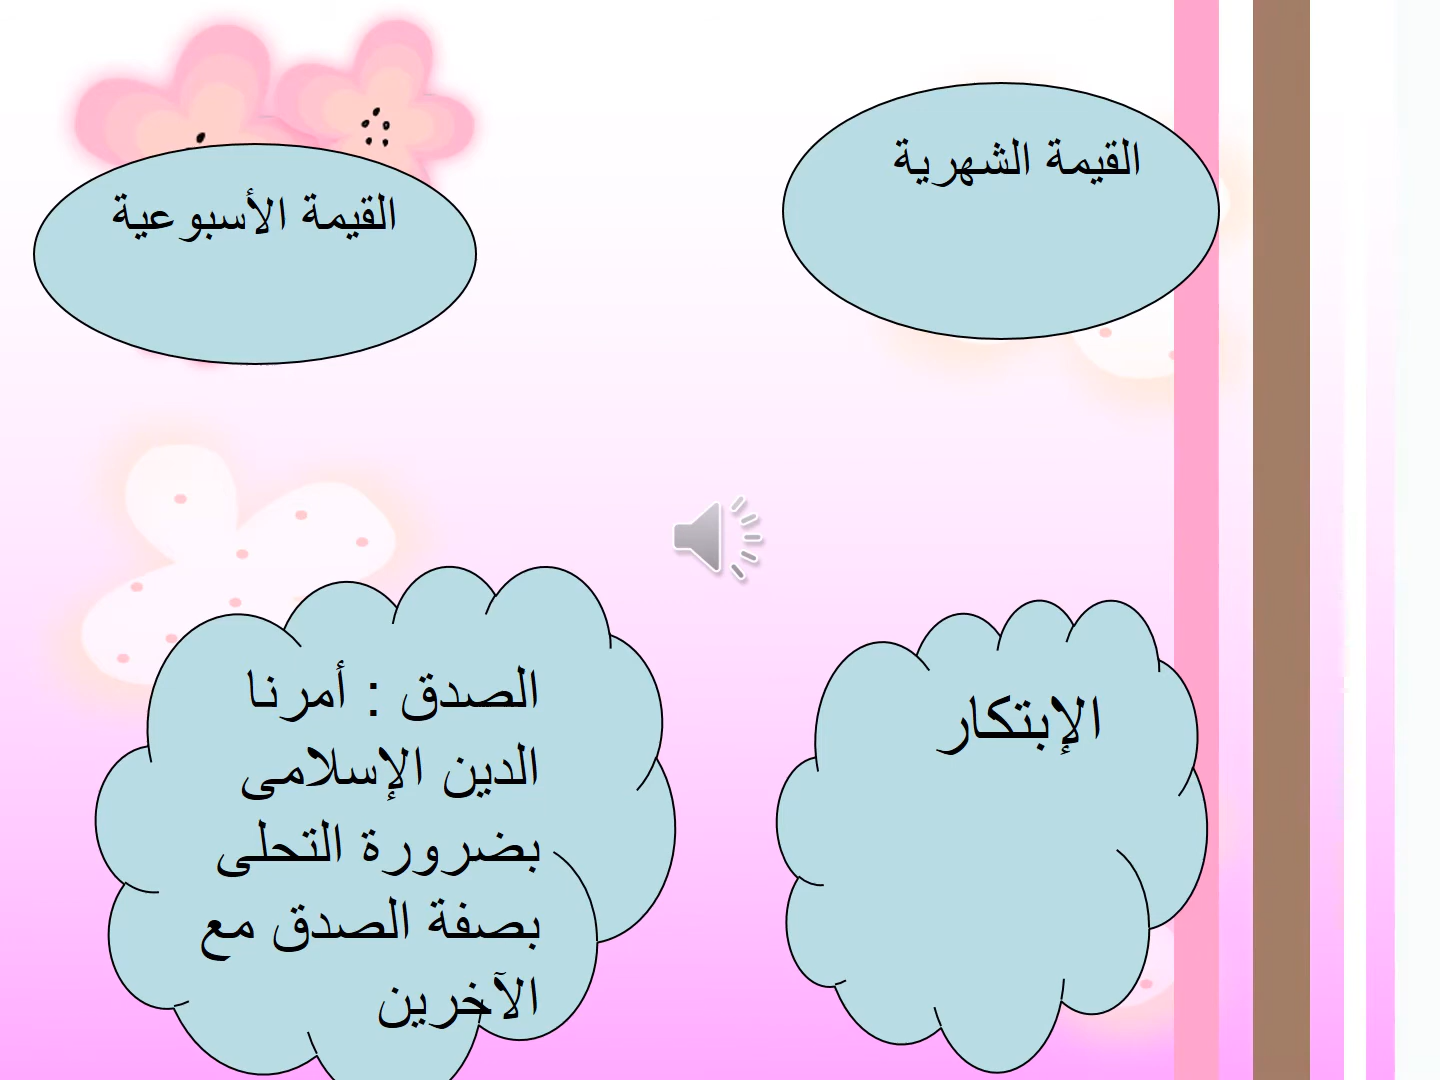 القيمة الشهرية
القيمة الأسبوعية
الإبتكار
الصدق : أمرنا
الدين الإسلامى
بضرورة التحلى
بصفة الصدق مع
الآخرين